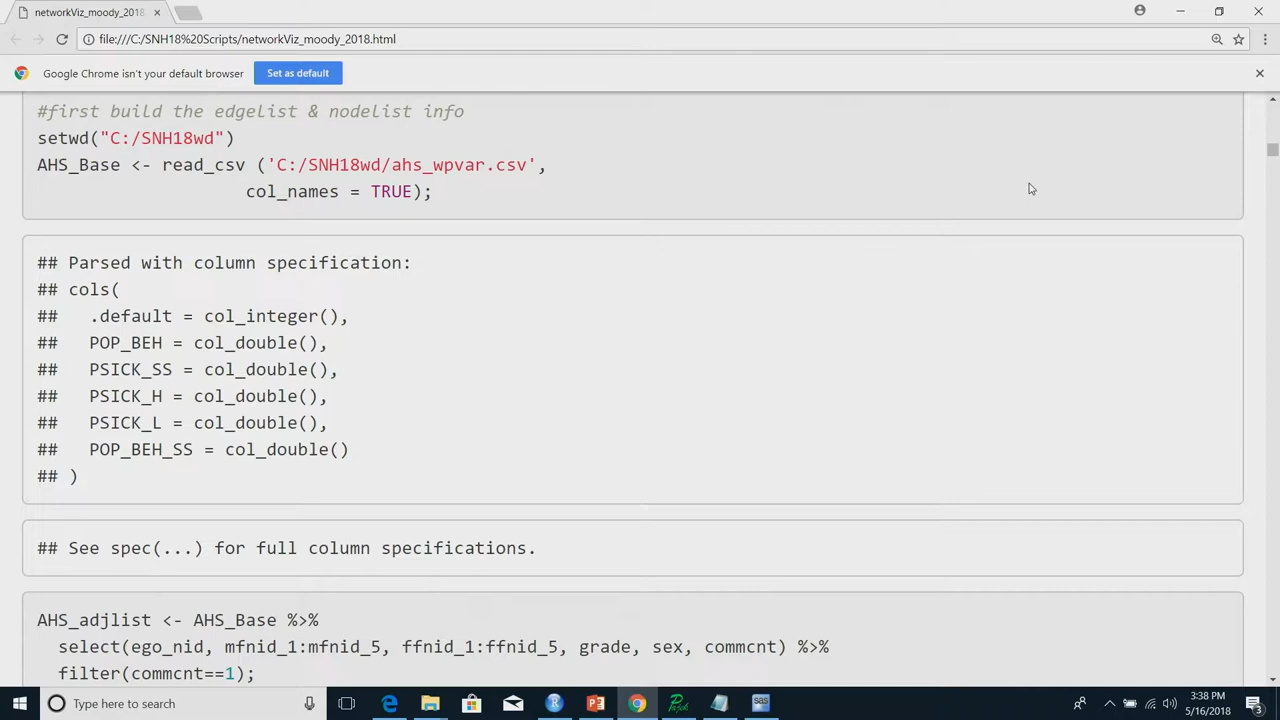 networkViz_moody_2018
file:///C:/SNH18%20Scripts/networkViz_moody_2018.html
Google Chrome isn't your default browser
Set as default
#first build the edgelist & nodelist info
setwd("C:/SNH18wd")
AHS_Base <- read_csv ('C:/SNH18wd/ahs_wpvar.csv',
col_names = TRUE);
## Parsed with column specification:
## cols(
##   .default = col_integer(),
##   POP_BEH = col_double(),
##   PSICK_SS = col_double(),
##   PSICK_H = col_double(),
##   PSICK_L = col_double(),
##   POP_BEH_SS = col_double()
## )
## See spec(...) for full column specifications.
AHS_adjlist <- AHS_Base %>%
select(ego_nid, mfnid_1:mfnid_5, ffnid_1:ffnid_5, grade, sex, commcnt) %>%
filter(commcnt==1);
Type here to search
3:38 PM
5/16/2018